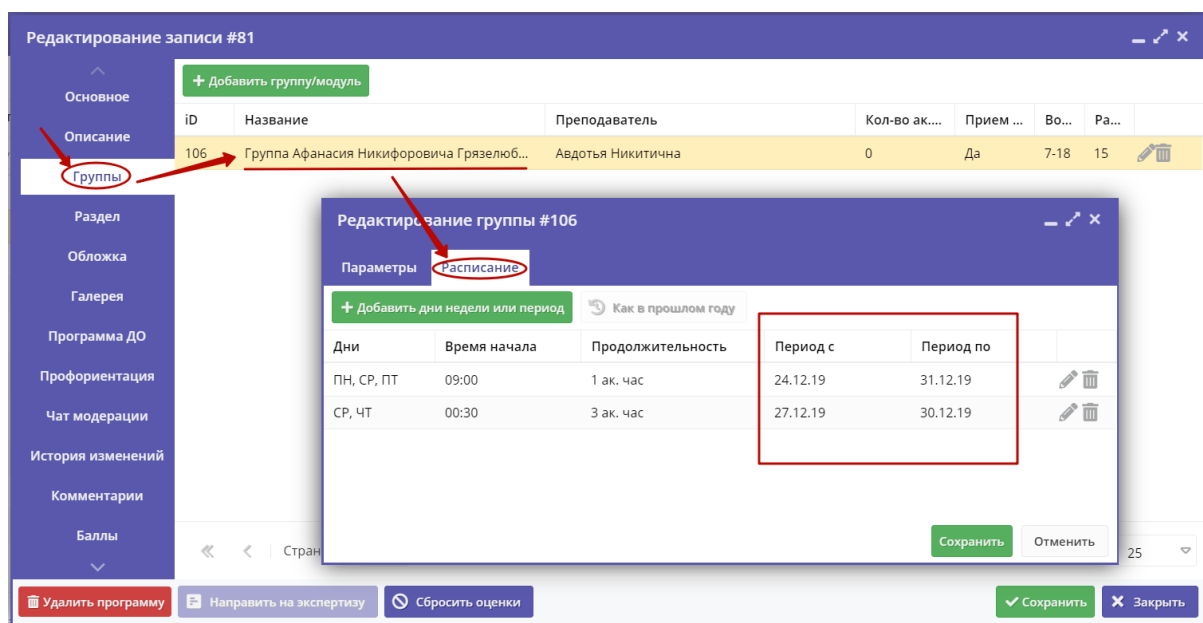 Редактирование записи #81
Основное
Описание
Группы
Раздел
Обложка
Галерея
Программа ДО
Профориентация
Чат модерации
История изменений
Комментарии
Баллы
+ Добавить группу/модуль
iD Название Преподаватель Кол-во ак.... Прием ... Во... Ра...
106 Группа Афанасия Никифоровича Грязелюб... Авдотья Никитична 0 Да 7-18 15
Редактирование группы #106
Параметры Расписание
+ Добавить дни недели или период Как в прошлом году
Дни Время начала Продолжительность Период с Период по
ПН, СР, ПТ 09:00 1 ак. час 24.12.19 31.12.19
СР, ЧТ 00:30 3 ак. час 27.12.19 30.12.19
Сохранить Отменить
Стран 25
Удалить программу Направить на экспертизу Сбросить оценки Сохранить Закрыть